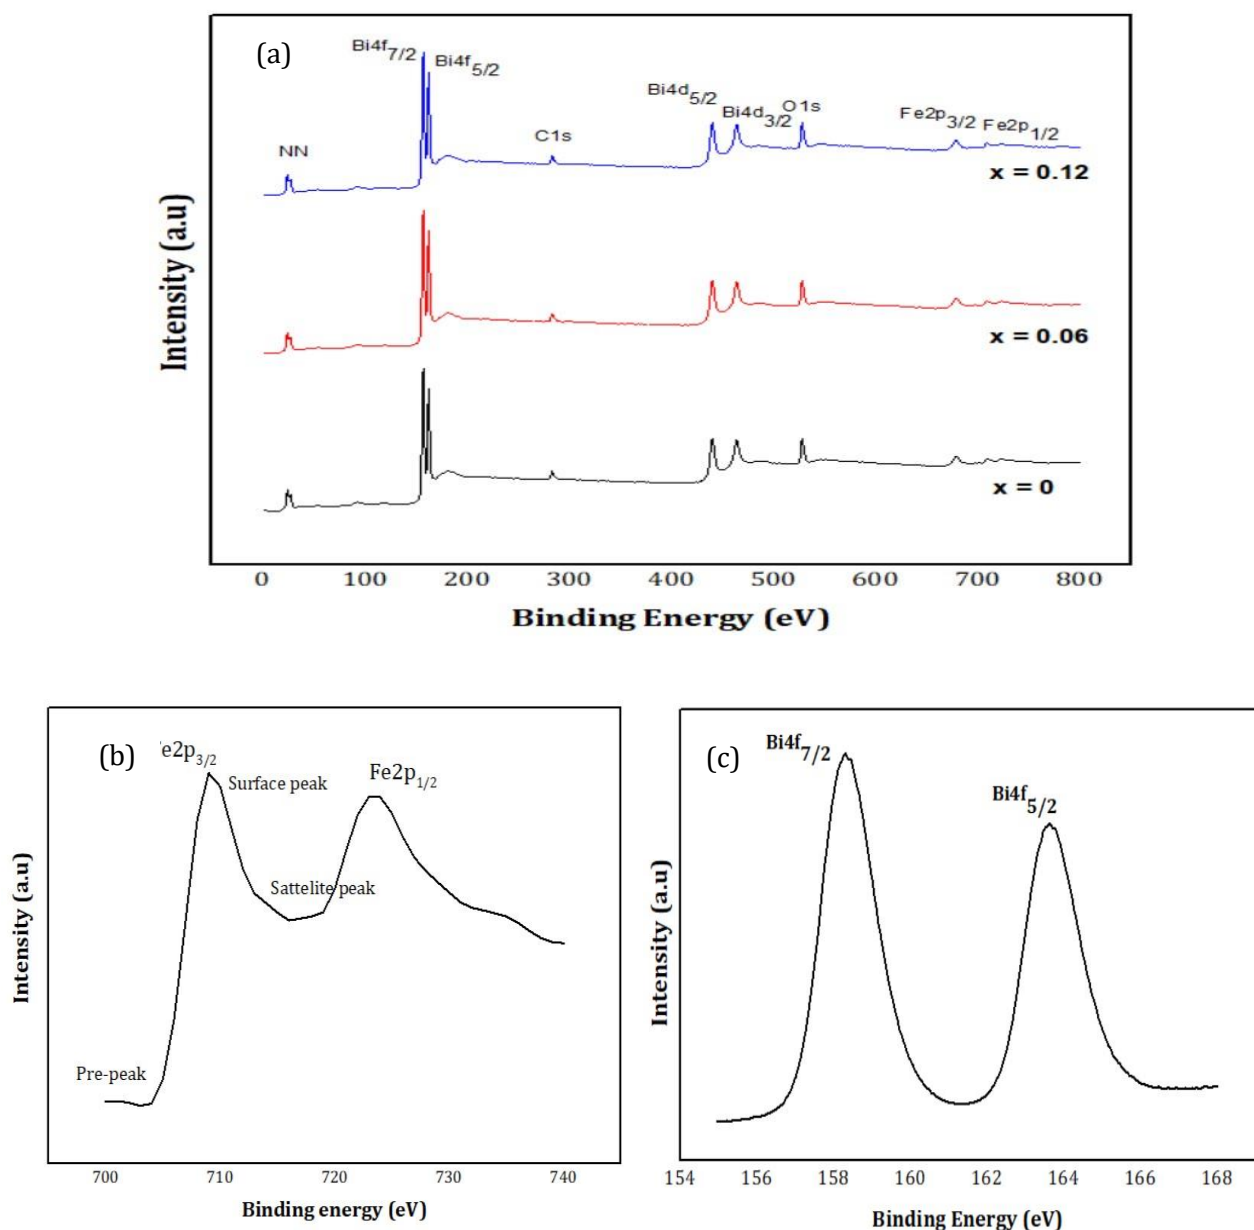 (a)
Bi4f7/2
Bi4f5/2
NN
C1s
Bi4d5/2
Bi4d3/2
O1s
Fe2p3/2
Fe2p1/2
x = 0.12
x = 0.06
x = 0
Intensity (a.u)
0 100 200 300 400 500 600 700 800
Binding Energy (eV)
(b)
e2p3/2
Surface peak
Fe2p1/2
Sattelite peak
Pre-peak
Intensity (a.u)
700 710 720 730 740
Binding energy (eV)
(c)
Bi4f7/2
Bi4f5/2
Intensity (a.u)
154 156 158 160 162 164 166 168
Binding Energy (eV)